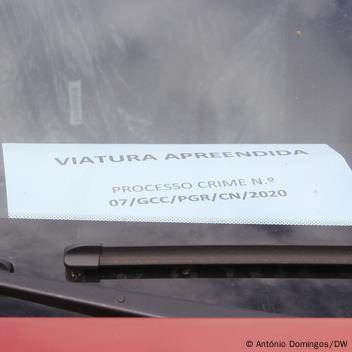 VIATURA APREENDIDA
PROCESSO CRIME N.º
07/GCC/PGR/CN/2020
© António Domingos/DW